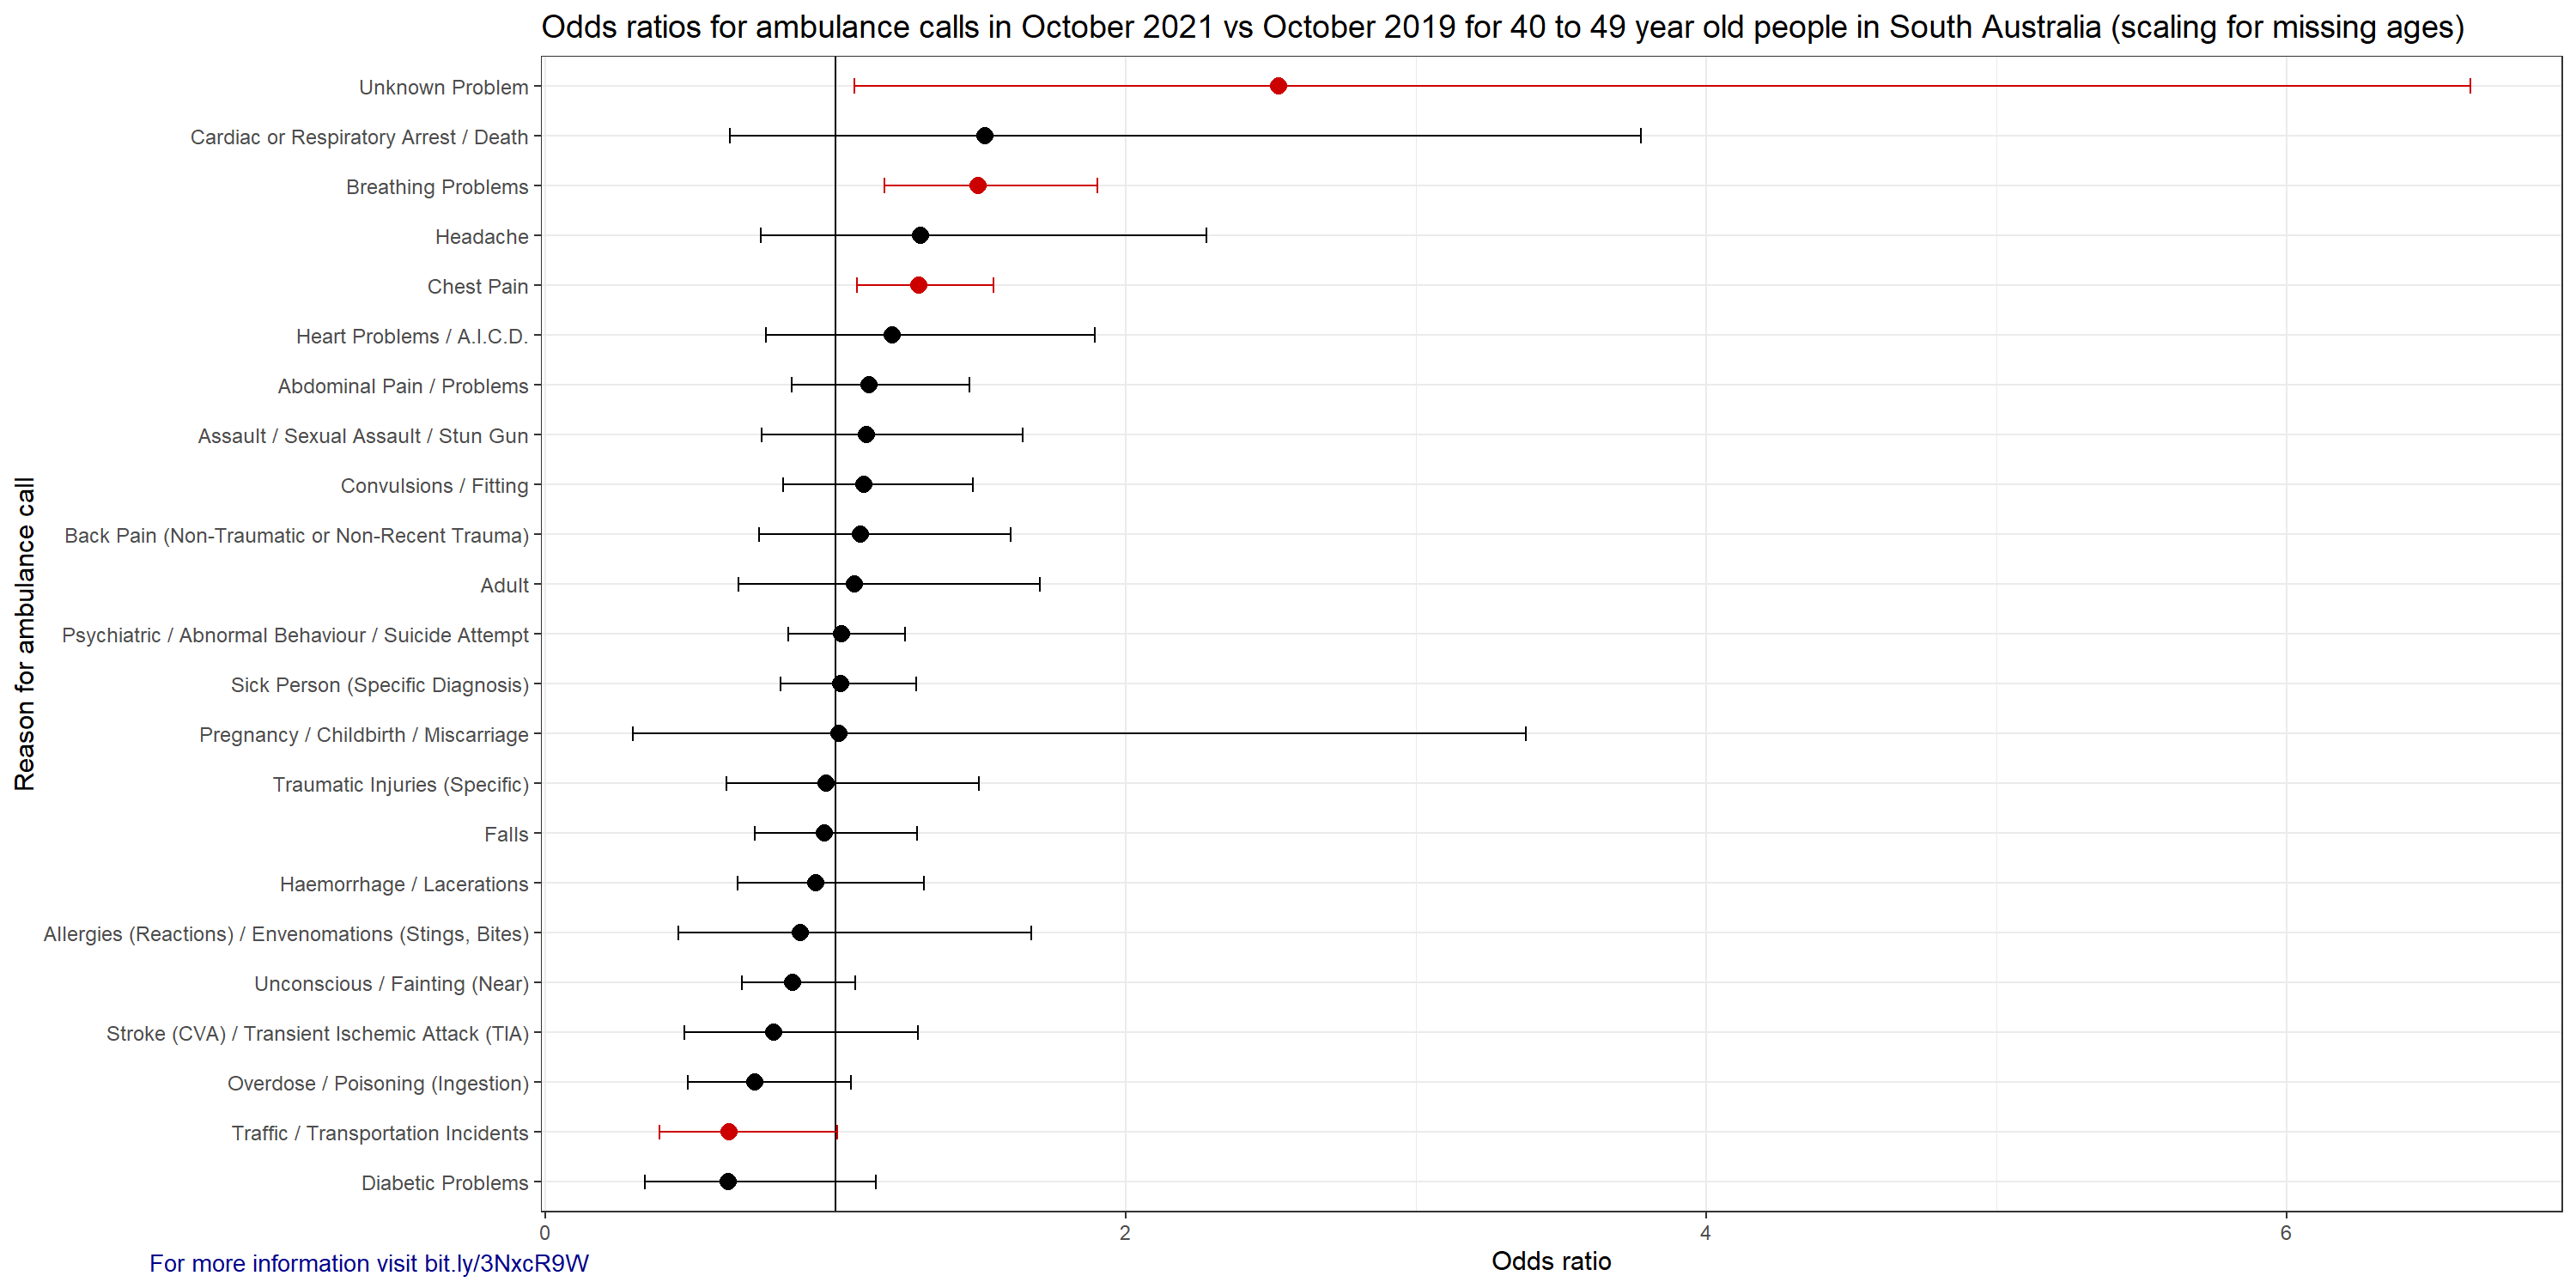 Odds ratios for ambulance calls in October 2021 vs October 2019 for 40 to 49 year old people in South Australia (scaling for missing ages)
Reason for ambulance call
Unknown Problem
Cardiac or Respiratory Arrest / Death
Breathing Problems
Headache
Chest Pain
Heart Problems / A.I.C.D.
Abdominal Pain / Problems
Assault / Sexual Assault / Stun Gun
Convulsions / Fitting
Back Pain (Non-Traumatic or Non-Recent Trauma)
Adult
Psychiatric / Abnormal Behaviour / Suicide Attempt
Sick Person (Specific Diagnosis)
Pregnancy / Childbirth / Miscarriage
Traumatic Injuries (Specific)
Falls
Haemorrhage / Lacerations
Allergies (Reactions) / Envenomations (Stings, Bites)
Unconscious / Fainting (Near)
Stroke (CVA) / Transient Ischemic Attack (TIA)
Overdose / Poisoning (Ingestion)
Traffic / Transportation Incidents
Diabetic Problems
0 2 4 6
Odds ratio
For more information visit bit.ly/3NxcR9W